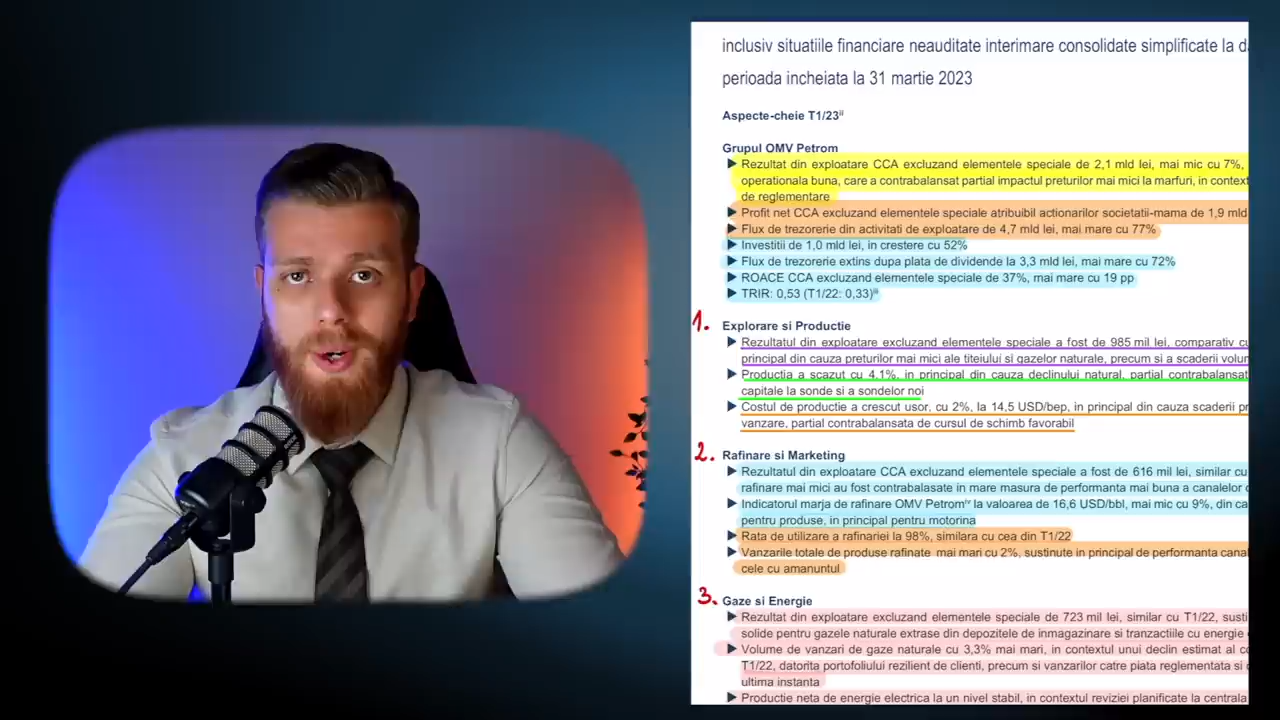 inclusiv situatiile financiare neauditate interimare consolidate simplificate la d
perioada incheiata la 31 martie 2023
Aspecte-cheie T1/23ⁱⁱ
Grupul OMV Petrom
Rezultat din exploatare CCA excluzand elementele speciale de 2,1 mld lei, mai mic cu 7%,
operationala buna, care a contrabalansat partial impactul preturilor mai mici la marfuri, in context
de reglementare
Profit net CCA excluzand elementele speciale atribuibil actionarilor societatii-mama de 1,9 mld
Flux de trezorerie din activitati de exploatare de 4,7 mld lei, mai mare cu 77%
Investitii de 1,0 mld lei, in crestere cu 52%
Flux de trezorerie extins dupa plata de dividende la 3,3 mld lei, mai mare cu 72%
ROACE CCA excluzand elementele speciale de 37%, mai mare cu 19 pp
TRIR: 0,53 (T1/22: 0,33)ⁱⁱⁱ
1. Explorare si Productie
Rezultatul din exploatare excluzand elementele speciale a fost de 985 mil lei, comparativ cu
principal din cauza preturilor mai mici ale titeiului si gazelor naturale, precum si a scaderii volun
Productia a scazut cu 4,1%, in principal din cauza declinului natural, partial contrabalansat
capitale la sonde si a sondelor noi
Costul de productie a crescut usor, cu 2%, la 14,5 USD/bep, in principal din cauza scaderii pr
vanzare, partial contrabalansata de cursul de schimb favorabil
2. Rafinare si Marketing
Rezultatul din exploatare CCA excluzand elementele speciale a fost de 616 mil lei, similar cu
rafinare mai mici au fost contrabalasate in mare masura de performanta mai buna a canalelor
Indicatorul marja de rafinare OMV Petromⁱᵛ la valoarea de 16,6 USD/bbl, mai mic cu 9%, din ca
pentru produse, in principal pentru motorina
Rata de utilizare a rafinariei la 98%, similara cu cea din T1/22
Vanzarile totale de produse rafinate mai mari cu 2%, sustinute in principal de performanta canal
cele cu amanuntul
3. Gaze si Energie
Rezultat din exploatare excluzand elementele speciale de 723 mil lei, similar cu T1/22, susti
solide pentru gazele naturale extrase din depozitele de inmagazinare si tranzactiile cu energie
Volume de vanzari de gaze naturale cu 3,3% mai mari, in contextul unui declin estimat al c
T1/22, datorita portofoliului rezilient de clienti, precum si vanzarilor catre piata reglementata si
ultima instanta
Productie neta de energie electrica la un nivel stabil, in contextul reviziei planificate la centrala